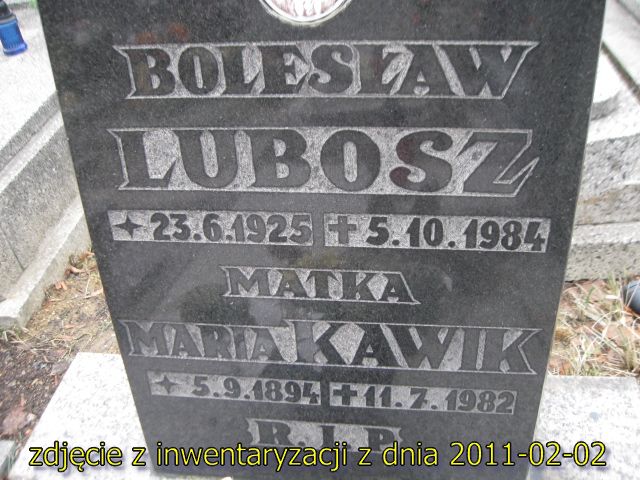 BOLESŁAW
LUBOSZ
✦ 23.6.1925 ✝ 5.10.1984
MATKA
MARIA KAWIK
✦ 5.9.1894 ✝ 11.7.1982
R.I.P
zdjęcie z inwentaryzacji z dnia 2011-02-02